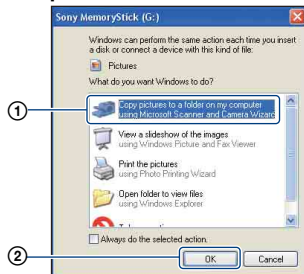 Sony MemoryStick (G:)
Windows can perform the same action each time you insert
a disk or connect a device with this kind of file:
Pictures
What do you want Windows to do?
① Copy pictures to a folder on my computer
using Microsoft Scanner and Camera Wizard
View a slideshow of the images
using Windows Picture and Fax Viewer
Print the pictures
using Photo Printing Wizard
Open folder to view files
using Windows Explorer
Always do the selected action.
② OK Cancel